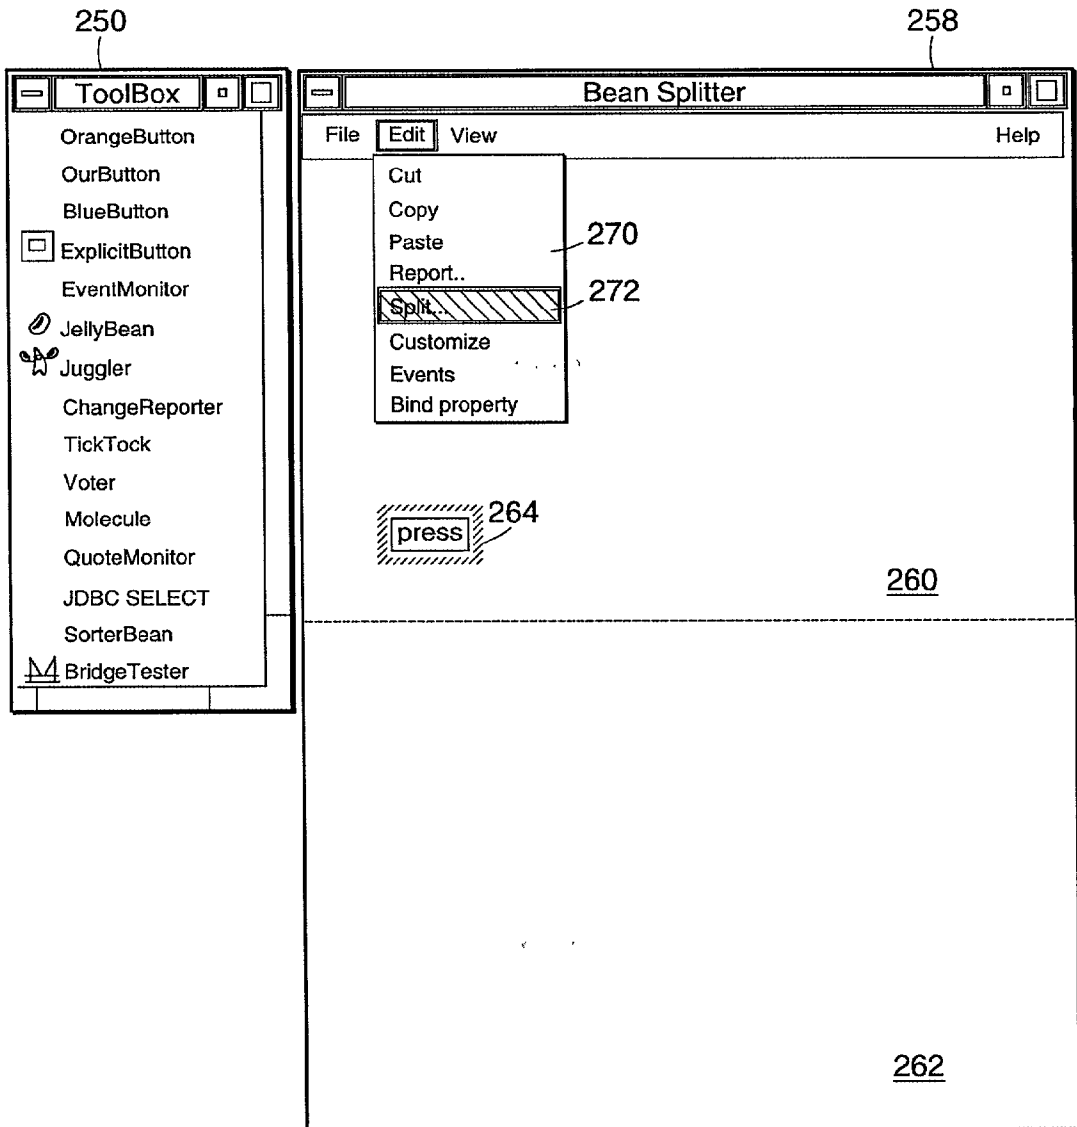 250
258
ToolBox
Bean Splitter
OrangeButton
OurButton
BlueButton
ExplicitButton
EventMonitor
JellyBean
Juggler
ChangeReporter
TickTock
Voter
Molecule
QuoteMonitor
JDBC SELECT
SorterBean
BridgeTester
File Edit View Help
Cut
Copy
Paste
Report..
Split...
Customize
Events
Bind property
270
272
press
264
260
262